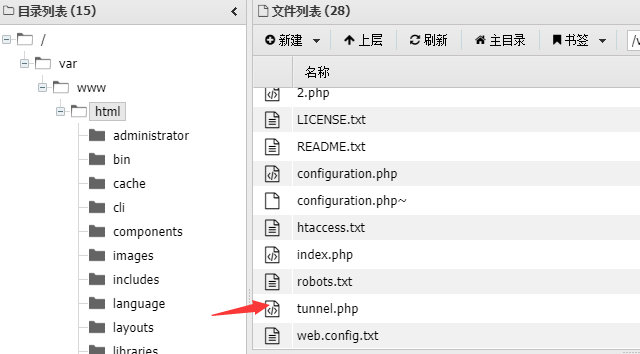 目录列表 (15)
/
var
www
html
administrator
bin
cache
cli
components
images
includes
language
layouts
libraries
文件列表 (28)
新建
上层
刷新
主目录
书签
名称
2.php
LICENSE.txt
README.txt
configuration.php
configuration.php~
htaccess.txt
index.php
robots.txt
tunnel.php
web.config.txt